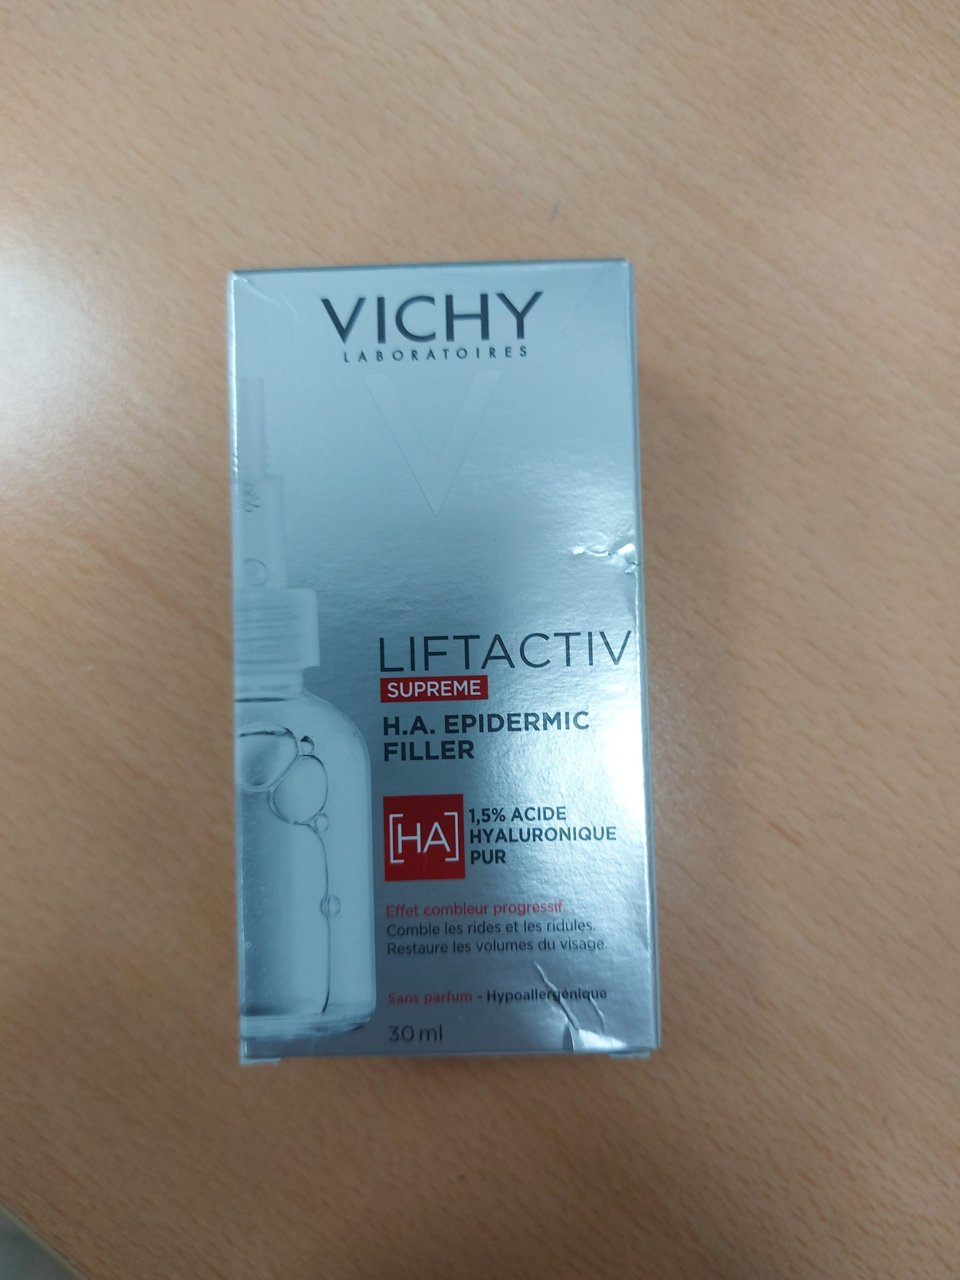 VICHY
LABORATOIRES
LIFTACTIV
SUPREME
H.A. EPIDERMIC
FILLER
[HA]
1,5% ACIDE
HYALURONIQUE
PUR
Effet combleur progressif.
Comble les rides et les ridules.
Restaure les volumes du visage.
Sans parfum - Hypoallergénique
30 ml